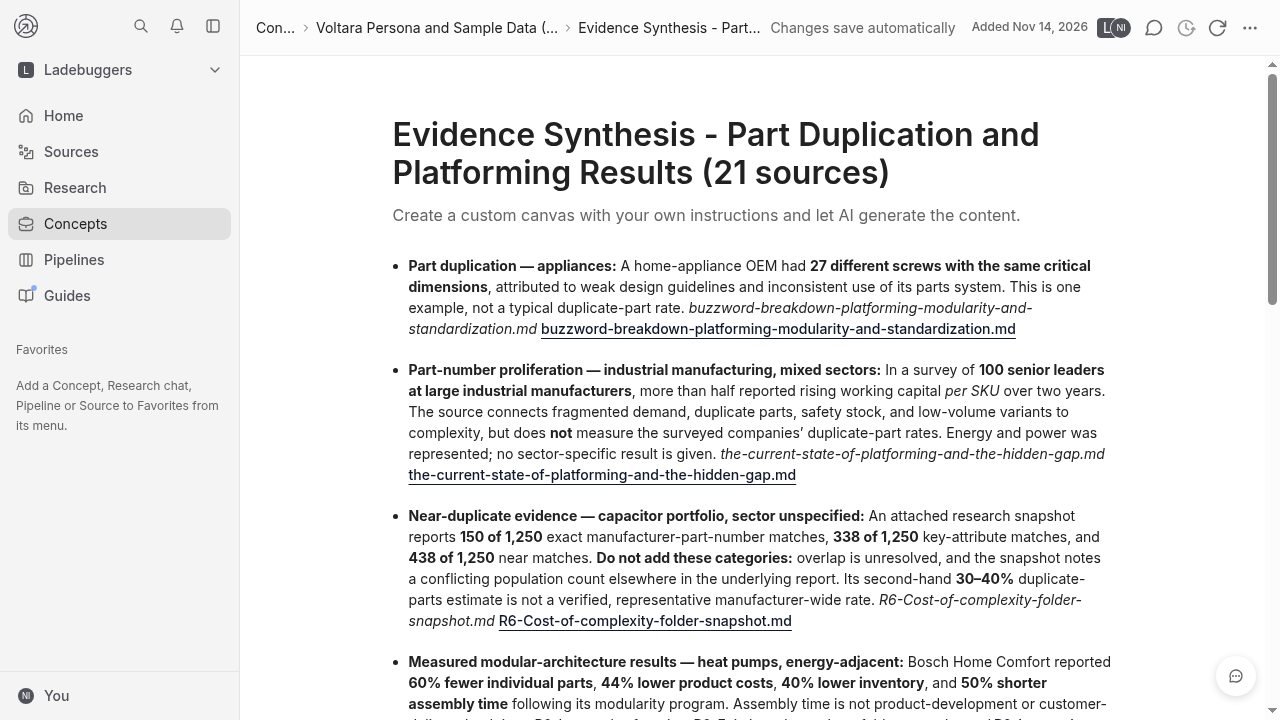 Con... › Voltara Persona and Sample Data (... › Evidence Synthesis - Part... Changes save automatically Added Nov 14, 2026 L NI
L Ladebuggers
Home
Sources
Research
Concepts
Pipelines
Guides
Favorites
Add a Concept, Research chat,
Pipeline or Source to Favorites from
its menu.
NI You
Evidence Synthesis - Part Duplication and
Platforming Results (21 sources)
Create a custom canvas with your own instructions and let AI generate the content.
• Part duplication — appliances: A home-appliance OEM had 27 different screws with the same critical
dimensions, attributed to weak design guidelines and inconsistent use of its parts system. This is one
example, not a typical duplicate-part rate. buzzword-breakdown-platforming-modularity-and-
standardization.md buzzword-breakdown-platforming-modularity-and-standardization.md
• Part-number proliferation — industrial manufacturing, mixed sectors: In a survey of 100 senior leaders
at large industrial manufacturers, more than half reported rising working capital per SKU over two years.
The source connects fragmented demand, duplicate parts, safety stock, and low-volume variants to
complexity, but does not measure the surveyed companies’ duplicate-part rates. Energy and power was
represented; no sector-specific result is given. the-current-state-of-platforming-and-the-hidden-gap.md
the-current-state-of-platforming-and-the-hidden-gap.md
• Near-duplicate evidence — capacitor portfolio, sector unspecified: An attached research snapshot
reports 150 of 1,250 exact manufacturer-part-number matches, 338 of 1,250 key-attribute matches, and
438 of 1,250 near matches. Do not add these categories: overlap is unresolved, and the snapshot notes
a conflicting population count elsewhere in the underlying report. Its second-hand 30–40% duplicate-
parts estimate is not a verified, representative manufacturer-wide rate. R6-Cost-of-complexity-folder-
snapshot.md R6-Cost-of-complexity-folder-snapshot.md
• Measured modular-architecture results — heat pumps, energy-adjacent: Bosch Home Comfort reported
60% fewer individual parts, 44% lower product costs, 40% lower inventory, and 50% shorter
assembly time following its modularity program. Assembly time is not product-development or customer-